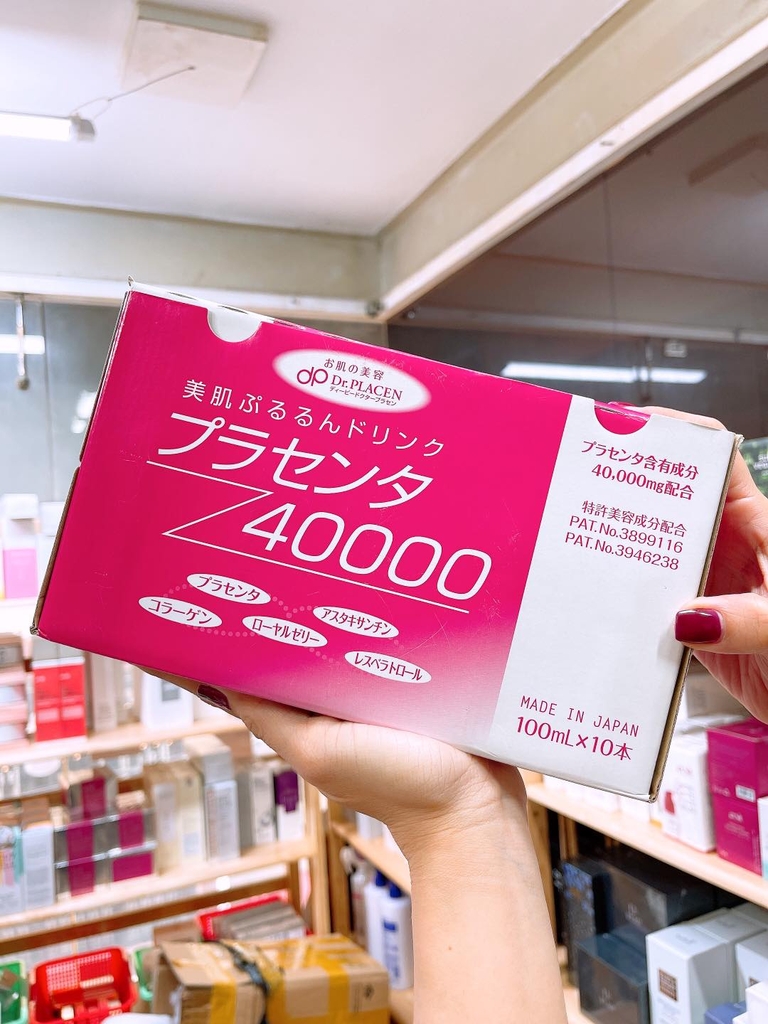 お肌の美容
dp Dr.PLACEN
ディーピードクタープラセン
美肌ぷるるんドリンク
プラセンタ
40000
プラセンタ
コラーゲン
ローヤルゼリー
アスタキサンチン
レスベラトロール
プラセンタ含有成分
40,000mg配合
特許美容成分配合
PAT.No.3899116
PAT.No.3946238
MADE IN JAPAN
100mL×10本